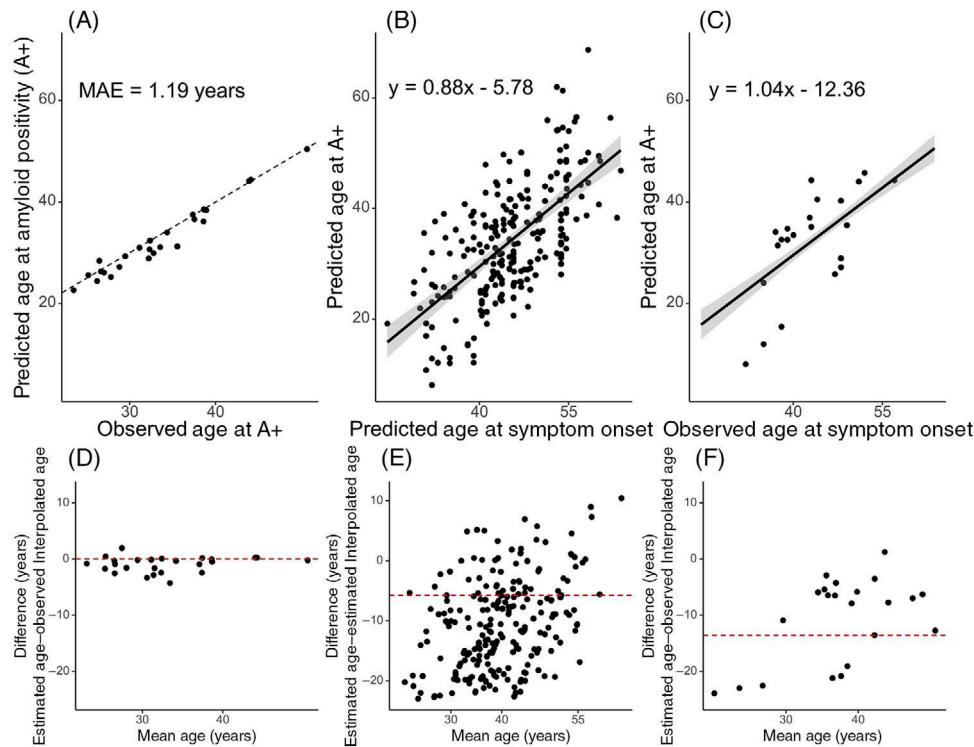 (A)
Predicted age at amyloid positivity (A+)
MAE = 1.19 years
60
40
20
30
40
Observed age at A+
(B)
Predicted age at A+
y = 0.88x - 5.78
60
40
20
40
55
Predicted age at symptom onset
(C)
Predicted age at A+
y = 1.04x - 12.36
60
40
20
40
55
Observed age at symptom onset
(D)
Difference (years)
Estimated age−observed Interpolated age
10
0
−10
−20
30
40
Mean age (years)
(E)
Difference (years)
Estimated age−estimated Interpolated age
10
0
−10
−20
30
40
55
Mean age (years)
(F)
Difference (years)
Estimated age−observed Interpolated age
10
0
−10
−20
30
40
Mean age (years)